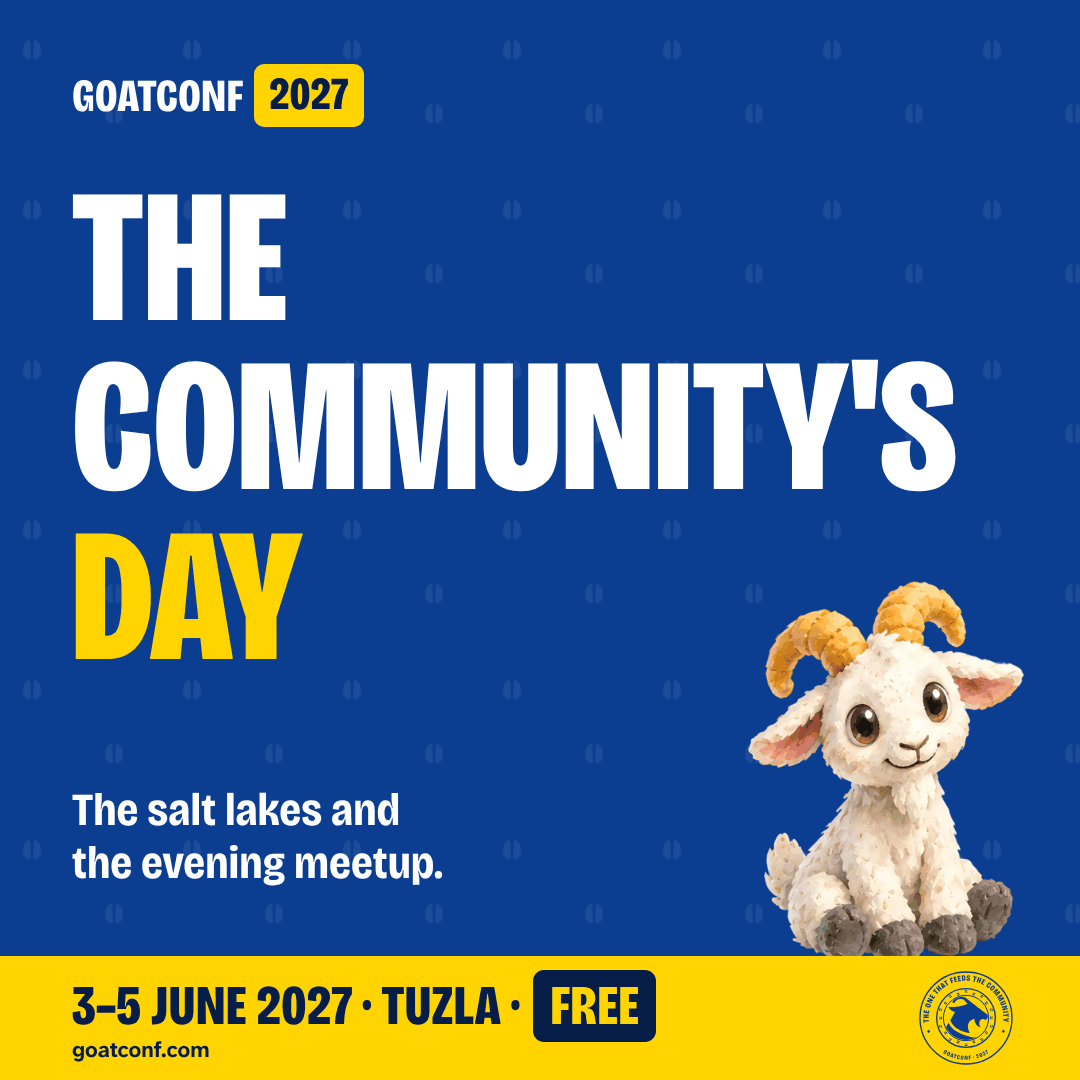 GOATCONF 2027
THE
COMMUNITY'S
DAY
The salt lakes and
the evening meetup.
3–5 JUNE 2027 · TUZLA · FREE
goatconf.com
THE ONE THAT FEEDS THE COMMUNITY
GOATCONF · 2027